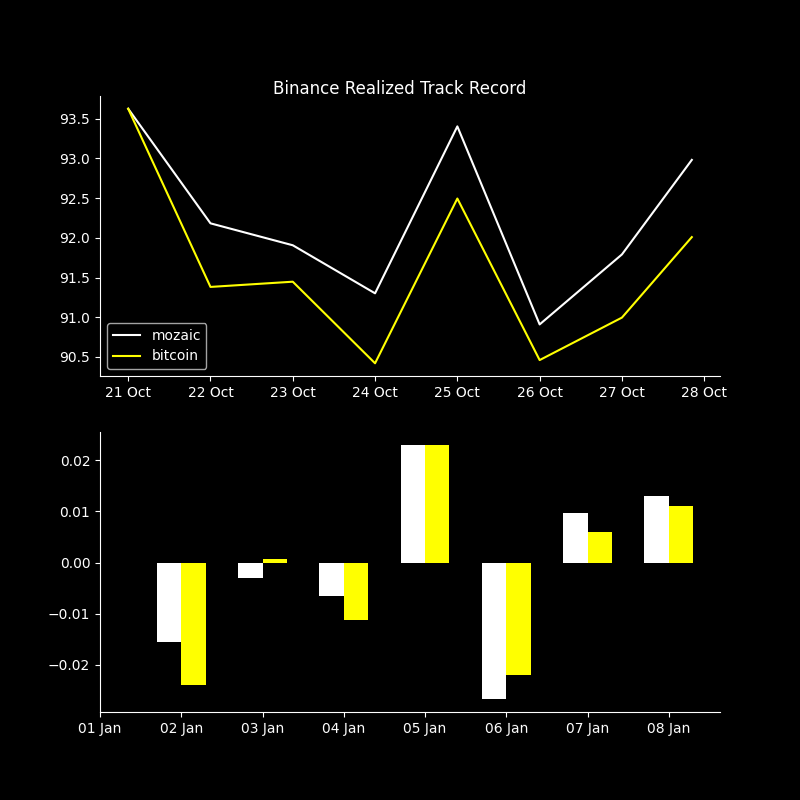 Binance Realized Track Record
93.5
93.0
92.5
92.0
91.5
91.0
90.5
mozaic
bitcoin
21 Oct 22 Oct 23 Oct 24 Oct 25 Oct 26 Oct 27 Oct 28 Oct
0.02
0.01
0.00
−0.01
−0.02
01 Jan 02 Jan 03 Jan 04 Jan 05 Jan 06 Jan 07 Jan 08 Jan